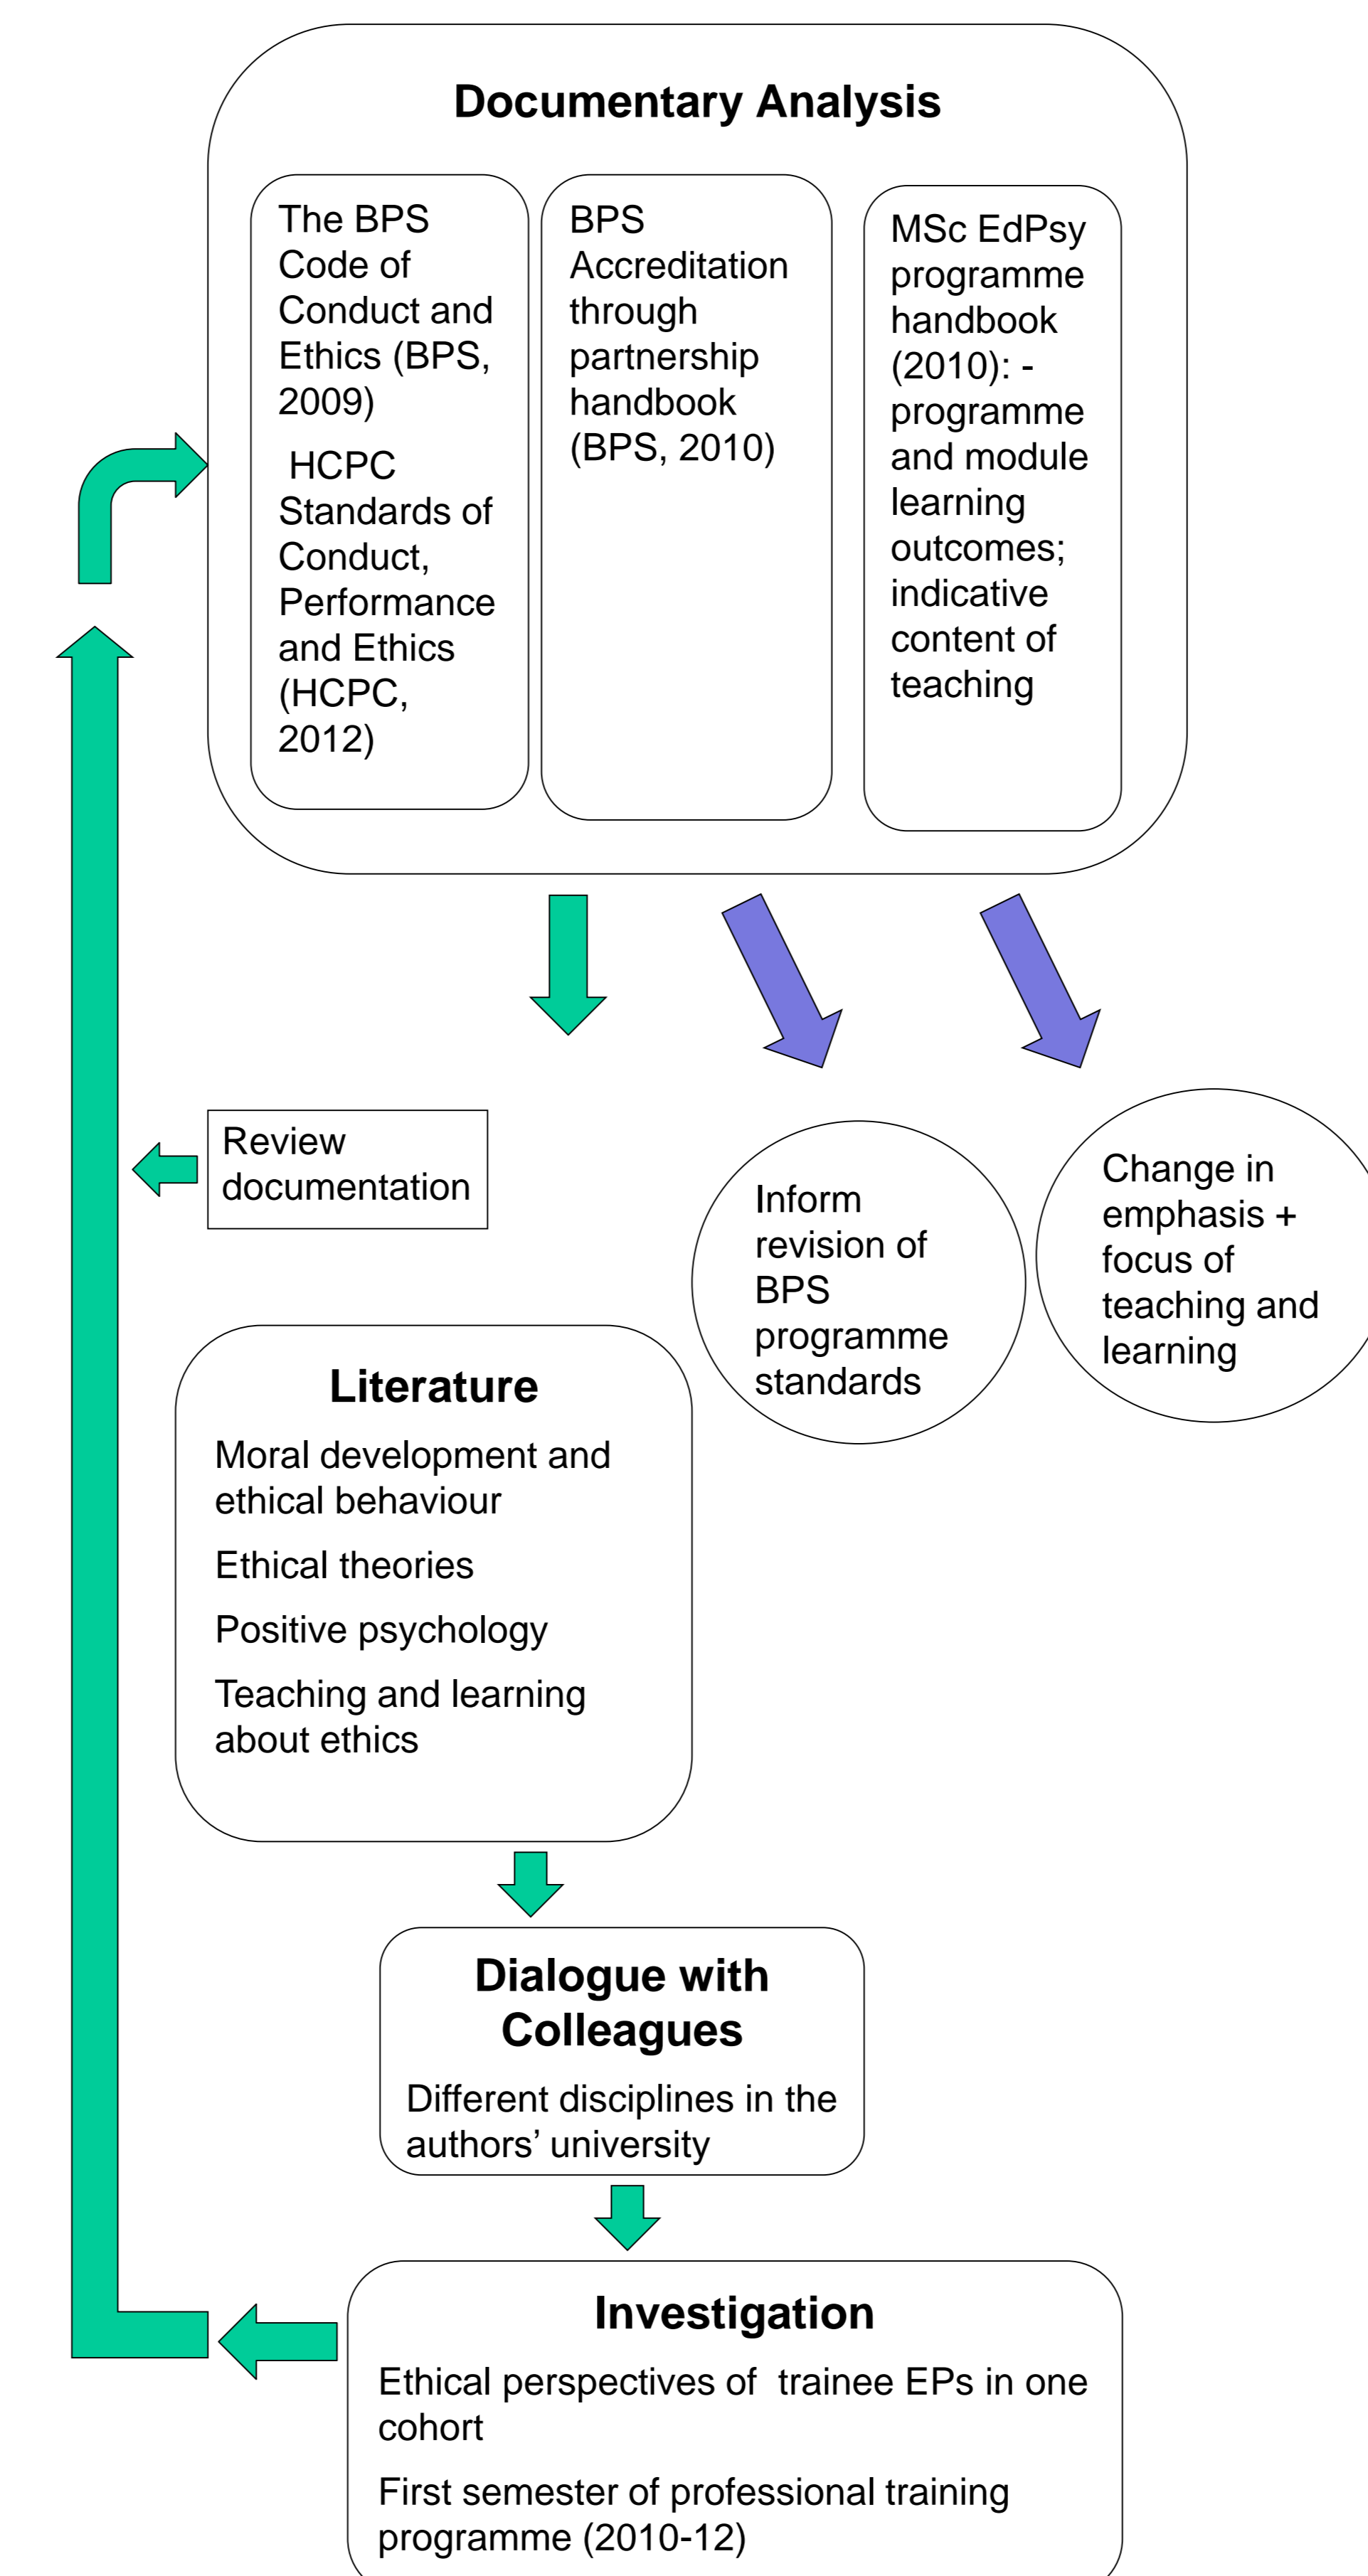 Documentary Analysis
The BPS
Code of
Conduct and
Ethics (BPS,
2009)
HCPC
Standards of
Conduct,
Performance
and Ethics
(HCPC,
2012)
BPS
Accreditation
through
partnership
handbook
(BPS, 2010)
MSc EdPsy
programme
handbook
(2010): -
programme
and module
learning
outcomes;
indicative
content of
teaching
Review
documentation
Inform
revision of
BPS
programme
standards
Change in
emphasis +
focus of
teaching and
learning
Literature
Moral development and
ethical behaviour
Ethical theories
Positive psychology
Teaching and learning
about ethics
Dialogue with
Colleagues
Different disciplines in the
authors’ university
Investigation
Ethical perspectives of  trainee EPs in one
cohort
First semester of professional training
programme (2010-12)